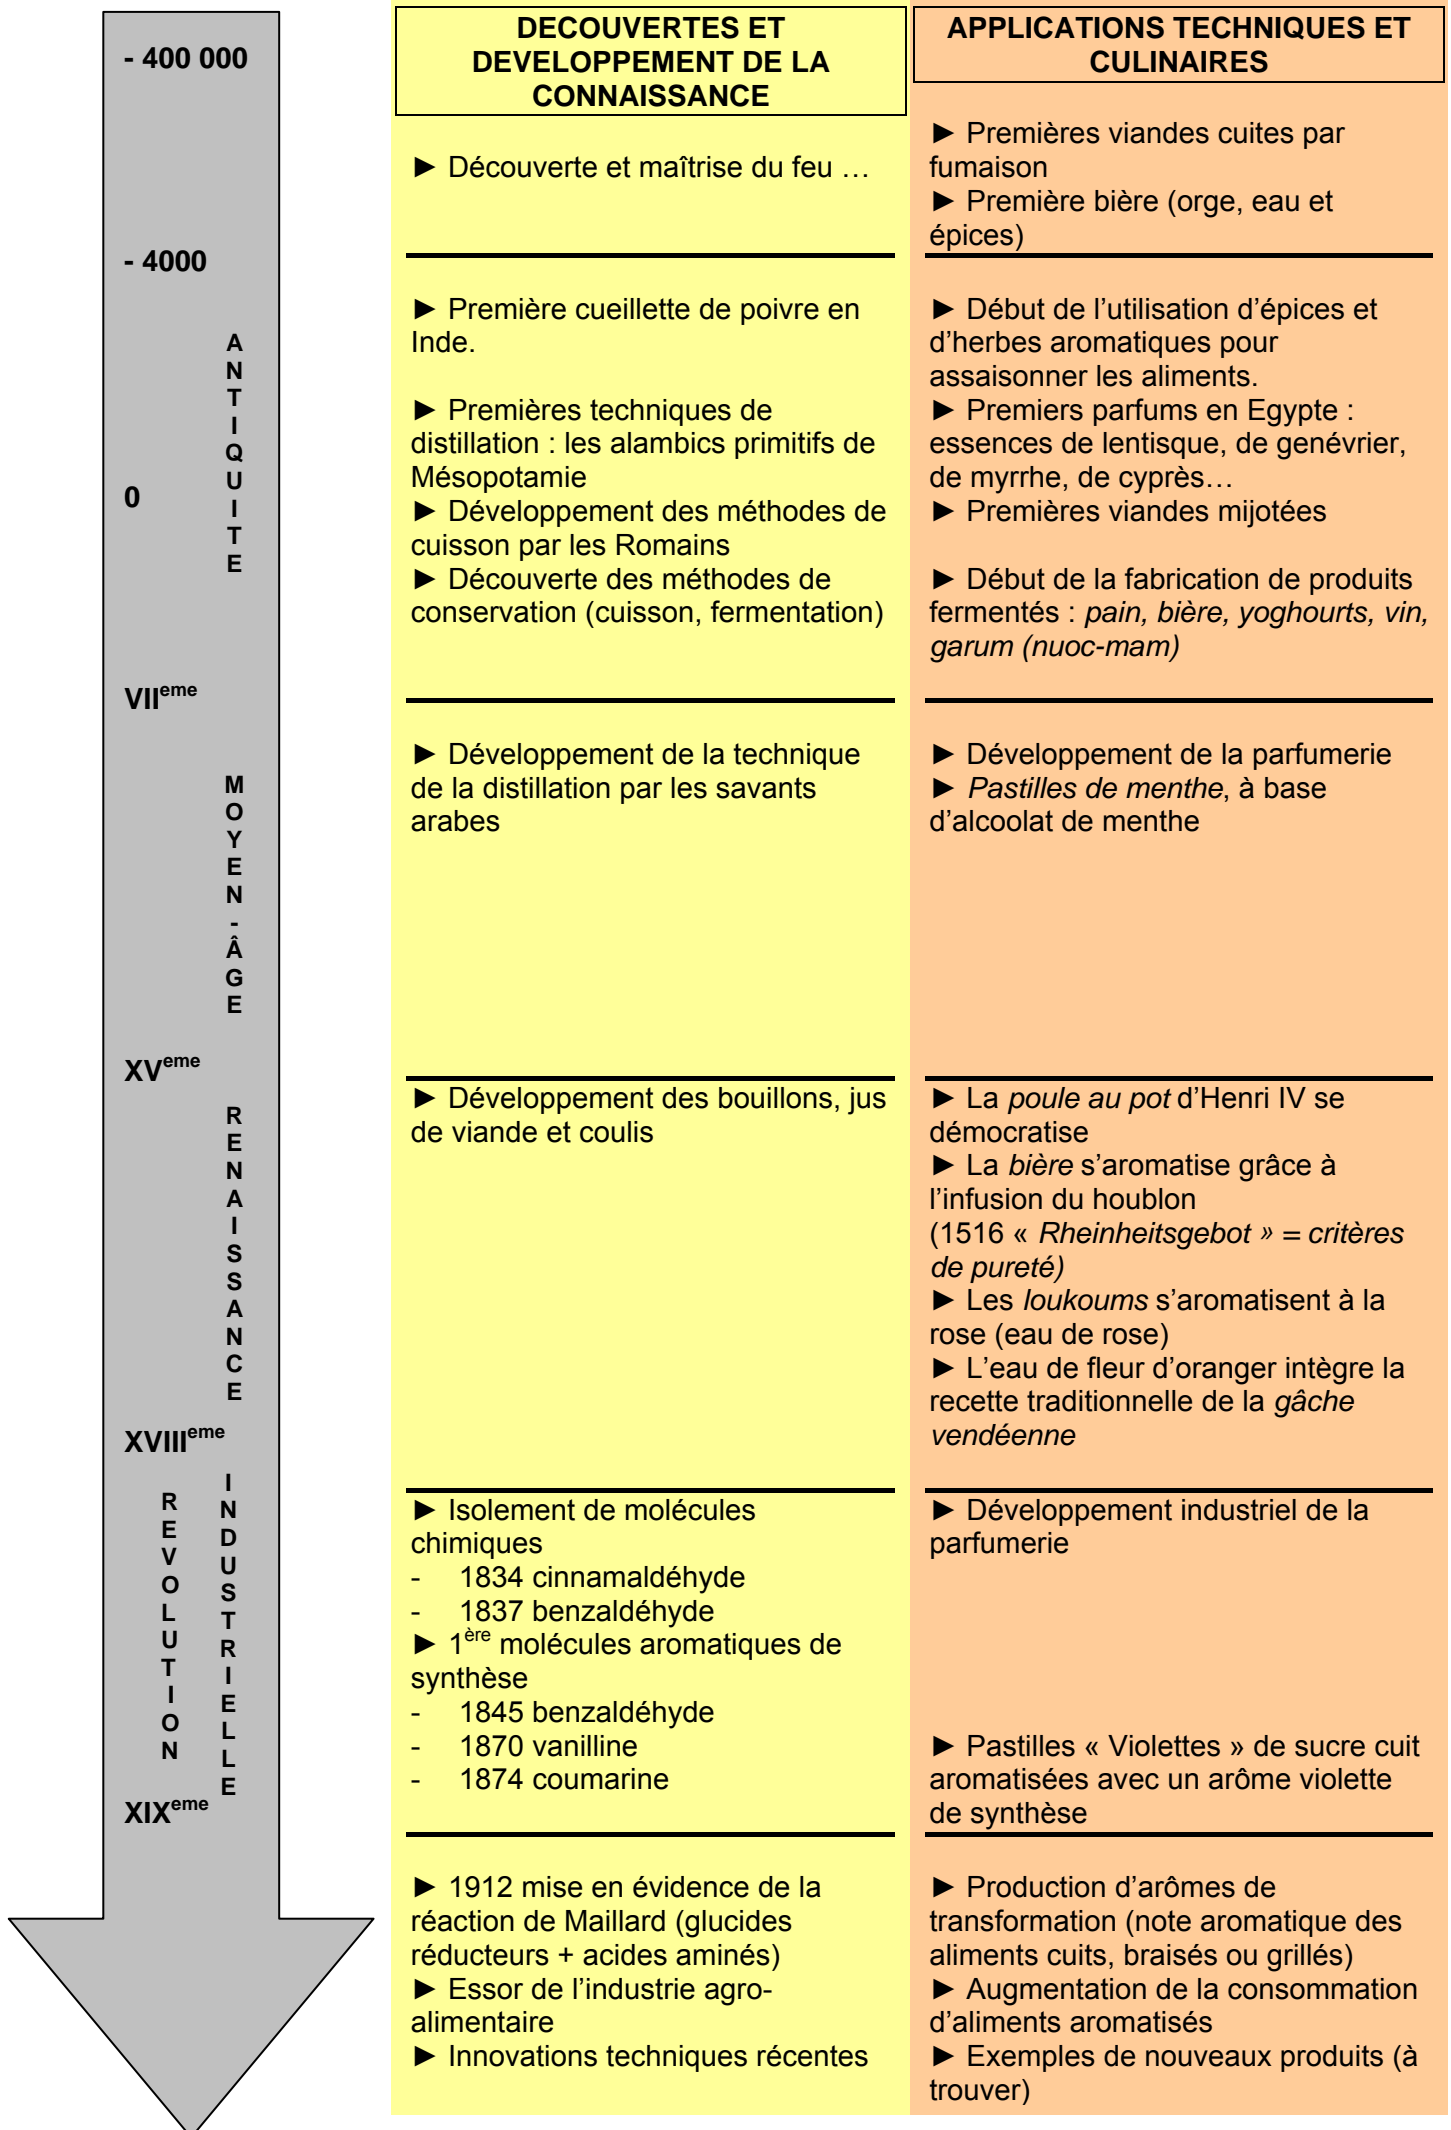 - 400 000
DECOUVERTES ET
DEVELOPPEMENT DE LA
CONNAISSANCE
APPLICATIONS TECHNIQUES ET
CULINAIRES
► Découverte et maîtrise du feu …
► Premières viandes cuites par
fumaison
► Première bière (orge, eau et
épices)
- 4000
ANTIQUITE
0
► Première cueillette de poivre en
Inde.
► Premières techniques de
distillation : les alambics primitifs de
Mésopotamie
► Développement des méthodes de
cuisson par les Romains
► Découverte des méthodes de
conservation (cuisson, fermentation)
► Début de l’utilisation d’épices et
d’herbes aromatiques pour
assaisonner les aliments.
► Premiers parfums en Egypte :
essences de lentisque, de genévrier,
de myrrhe, de cyprès…
► Premières viandes mijotées
► Début de la fabrication de produits
fermentés : pain, bière, yoghourts, vin,
garum (nuoc-mam)
VIIeme
MOYEN-ÂGE
► Développement de la technique
de la distillation par les savants
arabes
► Développement de la parfumerie
► Pastilles de menthe, à base
d’alcoolat de menthe
XVeme
RENAISSANCE
► Développement des bouillons, jus
de viande et coulis
► La poule au pot d’Henri IV se
démocratise
► La bière s’aromatise grâce à
l’infusion du houblon
(1516 « Rheinheitsgebot » = critères
de pureté)
► Les loukoums s’aromatisent à la
rose (eau de rose)
► L’eau de fleur d’oranger intègre la
recette traditionnelle de la gâche
vendéenne
XVIIIeme
REVOLUTION
INDUSTRIELLE
► Isolement de molécules
chimiques
- 1834 cinnamaldéhyde
- 1837 benzaldéhyde
► 1ère molécules aromatiques de
synthèse
- 1845 benzaldéhyde
- 1870 vanilline
- 1874 coumarine
► Développement industriel de la
parfumerie
► Pastilles « Violettes » de sucre cuit
aromatisées avec un arôme violette
de synthèse
XIXeme
► 1912 mise en évidence de la
réaction de Maillard (glucides
réducteurs + acides aminés)
► Essor de l’industrie agro-
alimentaire
► Innovations techniques récentes
► Production d’arômes de
transformation (note aromatique des
aliments cuits, braisés ou grillés)
► Augmentation de la consommation
d’aliments aromatisés
► Exemples de nouveaux produits (à
trouver)